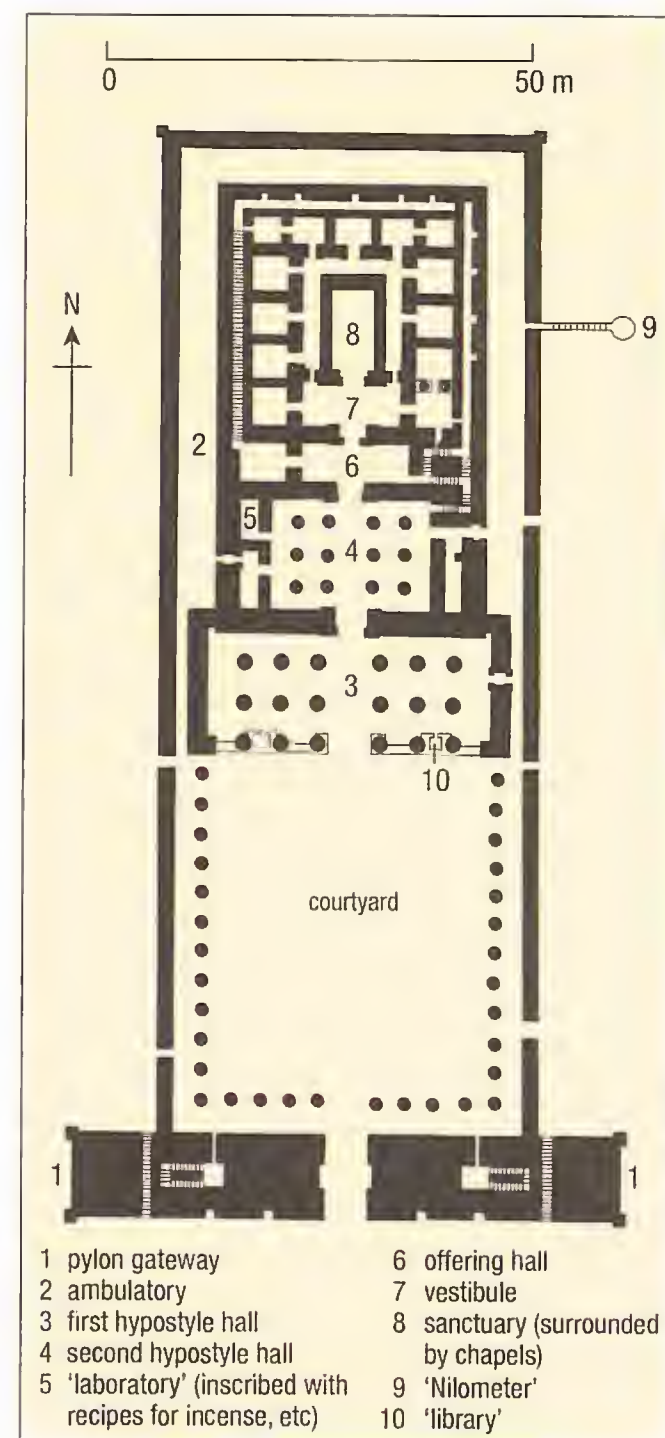 0 50 m
N
8
9
7
2
6
5
4
3
10
courtyard
1 1
1 pylon gateway
2 ambulatory
3 first hypostyle hall
4 second hypostyle hall
5 ‘laboratory’ (inscribed with
recipes for incense, etc)
6 offering hall
7 vestibule
8 sanctuary (surrounded
by chapels)
9 ‘Nilometer’
10 ‘library’